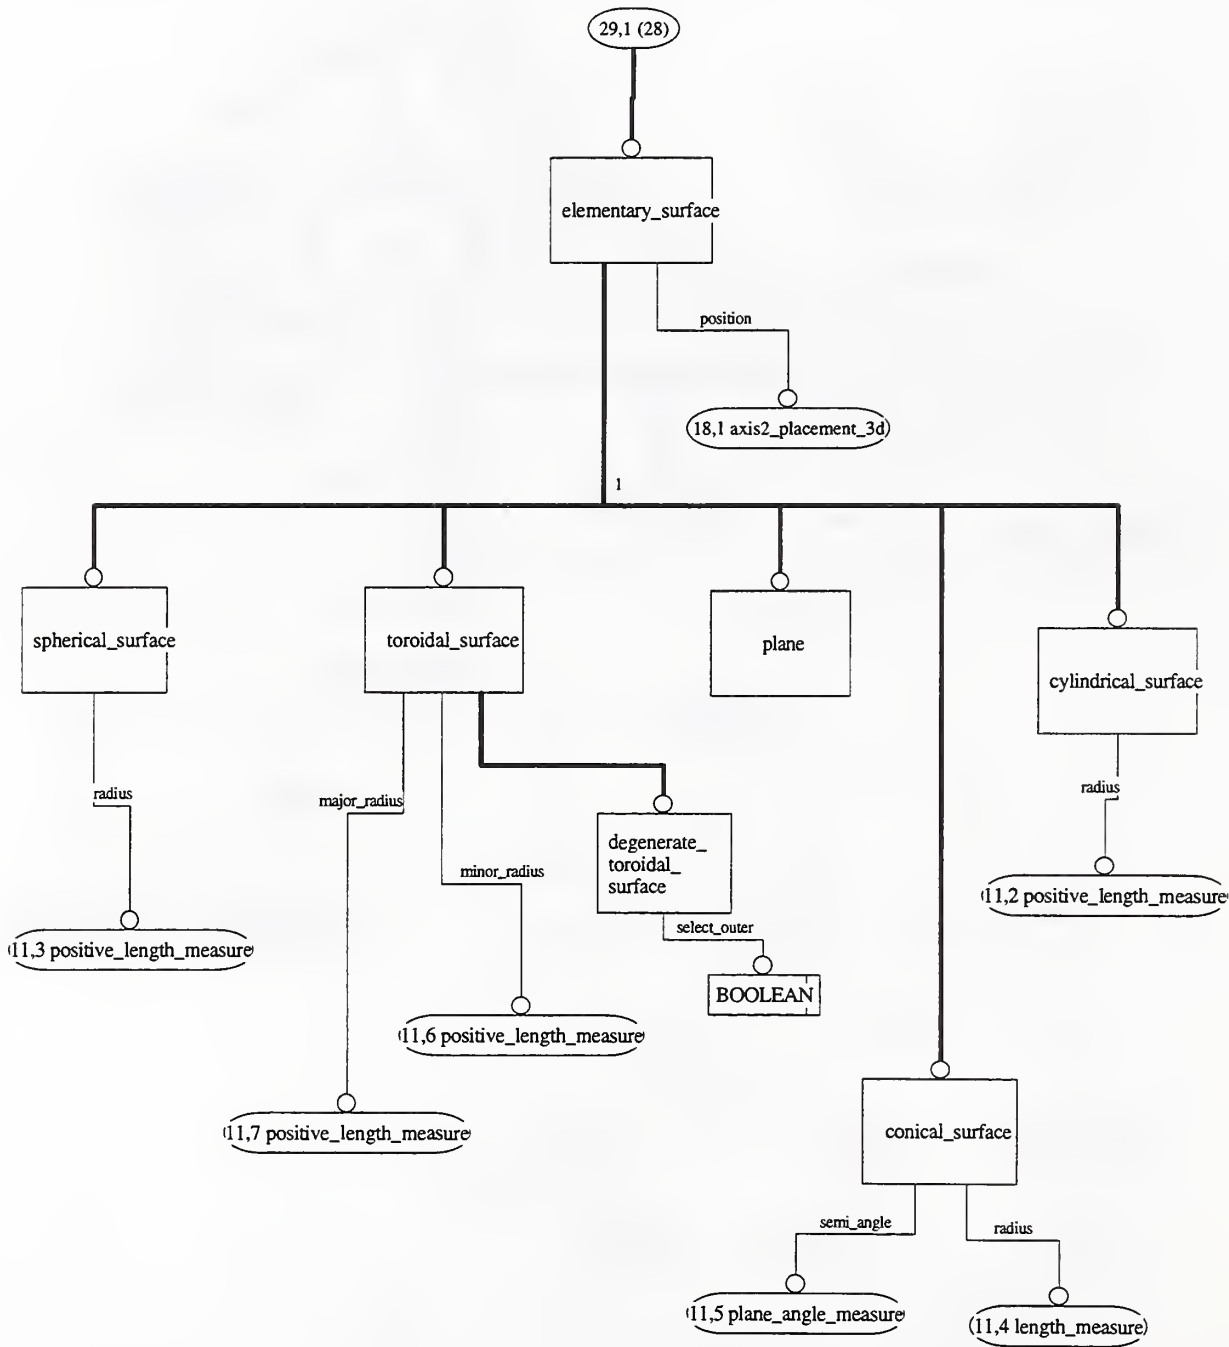 29,1 (28)
elementary_surface
position
18,1 axis2_placement_3d
1
spherical_surface
toroidal_surface
plane
cylindrical_surface
radius
major_radius
radius
degenerate_
toroidal_
surface
minor_radius
11,2 positive_length_measure
select_outer
11,3 positive_length_measure
BOOLEAN
11,6 positive_length_measure
11,7 positive_length_measure
conical_surface
semi_angle
radius
11,5 plane_angle_measure
11,4 length_measure